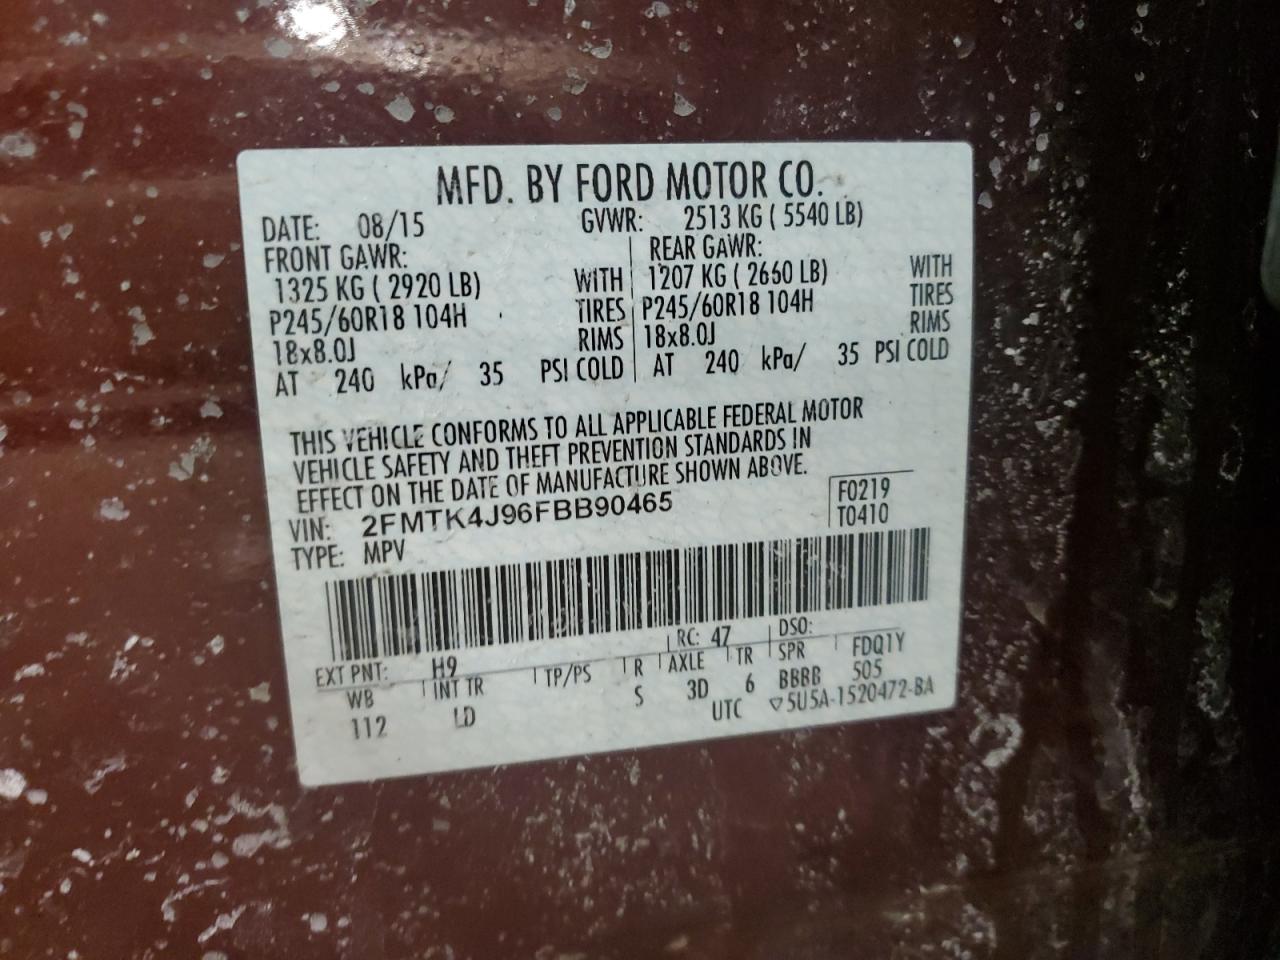 MFD. BY FORD MOTOR CO.
DATE: 08/15 GVWR: 2513 KG ( 5540 LB)
FRONT GAWR: REAR GAWR:
1325 KG ( 2920 LB) WITH 1207 KG ( 2660 LB) WITH
P245/60R18 104H TIRES P245/60R18 104H TIRES
18x8.0J RIMS 18x8.0J RIMS
AT 240 kPa/ 35 PSI COLD AT 240 kPa/ 35 PSI COLD
THIS VEHICLE CONFORMS TO ALL APPLICABLE FEDERAL MOTOR
VEHICLE SAFETY AND THEFT PREVENTION STANDARDS IN
EFFECT ON THE DATE OF MANUFACTURE SHOWN ABOVE.
VIN: 2FMTK4J96FBB90465 F0219
TYPE: MPV T0410
EXT PNT: H9 RC: 47 DSO:
WB INT TR TP/PS R AXLE TR SPR FDQ1Y
112 LD S 3D 6 BBBB 505
UTC ▽5U5A-1520472-BA